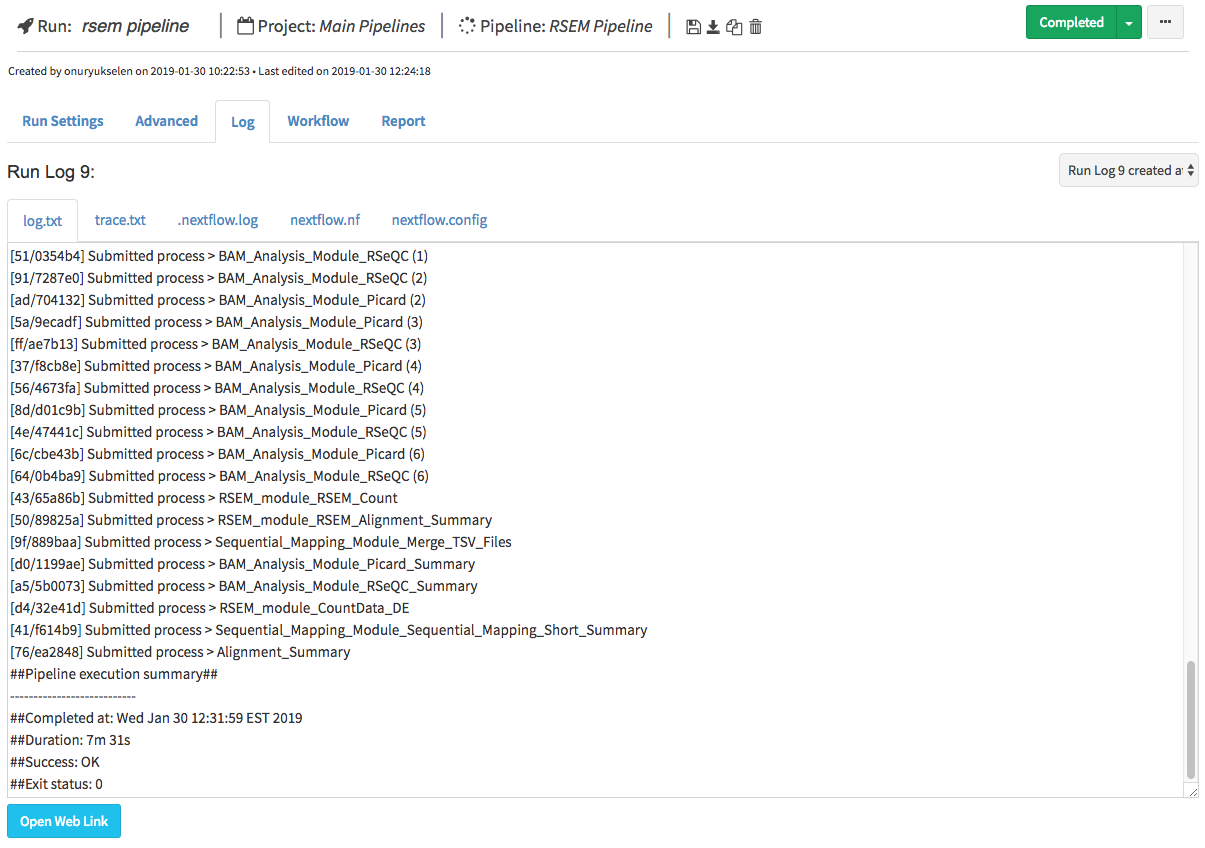 Run: rsem pipeline | Project: Main Pipelines | Pipeline: RSEM Pipeline | Completed ...
Created by onuryukselen on 2019-01-30 10:22:53 • Last edited on 2019-01-30 12:24:18
Run Settings Advanced Log Workflow Report
Run Log 9: Run Log 9 created at
log.txt trace.txt .nextflow.log nextflow.nf nextflow.config
[51/0354b4] Submitted process > BAM_Analysis_Module_RSeQC (1)
[91/7287e0] Submitted process > BAM_Analysis_Module_RSeQC (2)
[ad/704132] Submitted process > BAM_Analysis_Module_Picard (2)
[5a/9ecadf] Submitted process > BAM_Analysis_Module_Picard (3)
[ff/ae7b13] Submitted process > BAM_Analysis_Module_RSeQC (3)
[37/f8cb8e] Submitted process > BAM_Analysis_Module_Picard (4)
[56/4673fa] Submitted process > BAM_Analysis_Module_RSeQC (4)
[8d/d01c9b] Submitted process > BAM_Analysis_Module_Picard (5)
[4e/47441c] Submitted process > BAM_Analysis_Module_RSeQC (5)
[6c/cbe43b] Submitted process > BAM_Analysis_Module_Picard (6)
[64/0b4ba9] Submitted process > BAM_Analysis_Module_RSeQC (6)
[43/65a86b] Submitted process > RSEM_module_RSEM_Count
[50/89825a] Submitted process > RSEM_module_RSEM_Alignment_Summary
[9f/889baa] Submitted process > Sequential_Mapping_Module_Merge_TSV_Files
[d0/1199ae] Submitted process > BAM_Analysis_Module_Picard_Summary
[a5/5b0073] Submitted process > BAM_Analysis_Module_RSeQC_Summary
[d4/32e41d] Submitted process > RSEM_module_CountData_DE
[41/f614b9] Submitted process > Sequential_Mapping_Module_Sequential_Mapping_Short_Summary
[76/ea2848] Submitted process > Alignment_Summary
##Pipeline execution summary##
---------------------------
##Completed at: Wed Jan 30 12:31:59 EST 2019
##Duration: 7m 31s
##Success: OK
##Exit status: 0
Open Web Link